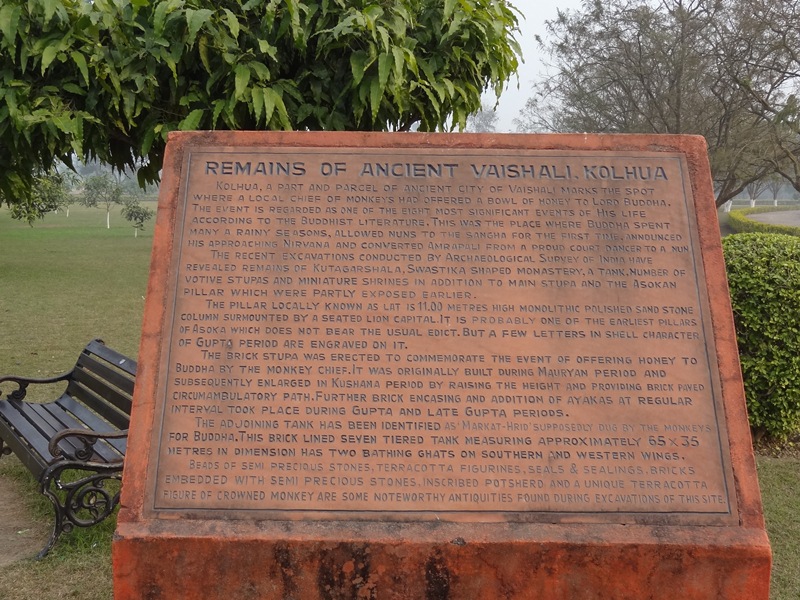 REMAINS OF ANCIENT VAISHALI, KOLHUA
KOLHUA, A PART AND PARCEL OF ANCIENT CITY OF VAISHALI MARKS THE SPOT
WHERE A LOCAL CHIEF OF MONKEYS HAD OFFERED A BOWL OF HONEY TO LORD BUDDHA.
THE EVENT IS REGARDED AS ONE OF THE EIGHT MOST SIGNIFICANT EVENTS OF HIS LIFE
ACCORDING TO THE BUDDHIST LITERATURE. THIS WAS THE PLACE WHERE BUDDHA SPENT
MANY A RAINY SEASONS, ALLOWED NUNS TO THE SANGHA FOR THE FIRST TIME, ANNOUNCED
HIS APPROACHING NIRVANA AND CONVERTED AMRAPALI FROM A PROUD COURT DANCER TO A NUN
THE RECENT EXCAVATIONS CONDUCTED BY ARCHAEOLOGICAL SURVEY OF INDIA HAVE
REVEALED REMAINS OF KUTAGARSHALA, SWASTIKA SHAPED MONASTERY, A TANK, NUMBER OF
VOTIVE STUPAS AND MINIATURE SHRINES IN ADDITION TO MAIN STUPA AND THE ASOKAN
PILLAR WHICH WERE PARTLY EXPOSED EARLIER.
THE PILLAR LOCALLY KNOWN AS LAT IS 11.00 METRES HIGH MONOLITHIC POLISHED SAND STONE
COLUMN SURMOUNTED BY A SEATED LION CAPITAL. IT IS PROBABLY ONE OF THE EARLIEST PILLARS
OF ASOKA WHICH DOES NOT BEAR THE USUAL EDICT. BUT A FEW LETTERS IN SHELL CHARACTER
OF GUPTA PERIOD ARE ENGRAVED ON IT.
THE BRICK STUPA WAS ERECTED TO COMMEMORATE THE EVENT OF OFFERING HONEY TO
BUDDHA BY THE MONKEY CHIEF. IT WAS ORIGINALLY BUILT DURING MAURYAN PERIOD AND
SUBSEQUENTLY ENLARGED IN KUSHANA PERIOD BY RAISING THE HEIGHT AND PROVIDING BRICK PAVED
CIRCUMAMBULATORY PATH. FURTHER BRICK ENCASING AND ADDITION OF AYAKAS AT REGULAR
INTERVAL TOOK PLACE DURING GUPTA AND LATE GUPTA PERIODS.
THE ADJOINING TANK HAS BEEN IDENTIFIED AS 'MARKAT-HRID' SUPPOSEDLY DUG BY THE MONKEYS
FOR BUDDHA. THIS BRICK LINED SEVEN TIERED TANK MEASURING APPROXIMATELY 65 X 35
METRES IN DIMENSION HAS TWO BATHING GHATS ON SOUTHERN AND WESTERN WINGS.
BEADS OF SEMI PRECIOUS STONES, TERRACOTTA FIGURINES, SEALS & SEALINGS, BRICKS
EMBEDDED WITH SEMI PRECIOUS STONES, INSCRIBED POTSHERD AND A UNIQUE TERRACOTTA
FIGURE OF CROWNED MONKEY ARE SOME NOTEWORTHY ANTIQUITIES FOUND DURING EXCAVATIONS OF THIS SITE.